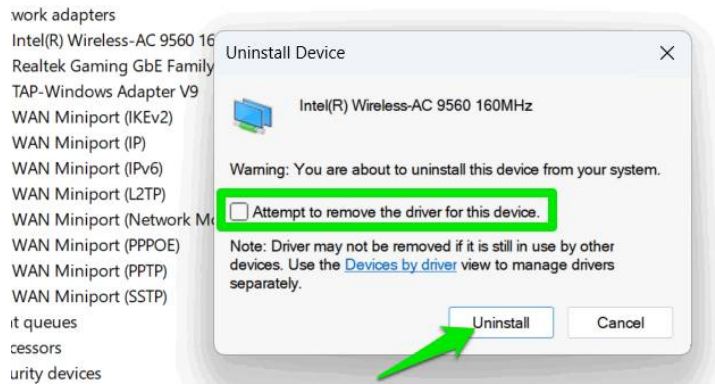 work adapters
Intel(R) Wireless-AC 9560 16
Realtek Gaming GbE Family
TAP-Windows Adapter V9
WAN Miniport (IKEv2)
WAN Miniport (IP)
WAN Miniport (IPv6)
WAN Miniport (L2TP)
WAN Miniport (Network Mo
WAN Miniport (PPPOE)
WAN Miniport (PPTP)
WAN Miniport (SSTP)
t queues
cessors
urity devices
Uninstall Device
Intel(R) Wireless-AC 9560 160MHz
Warning: You are about to uninstall this device from your system.
Attempt to remove the driver for this device.
Note: Driver may not be removed if it is still in use by other
devices. Use the Devices by driver view to manage drivers
separately.
Uninstall
Cancel